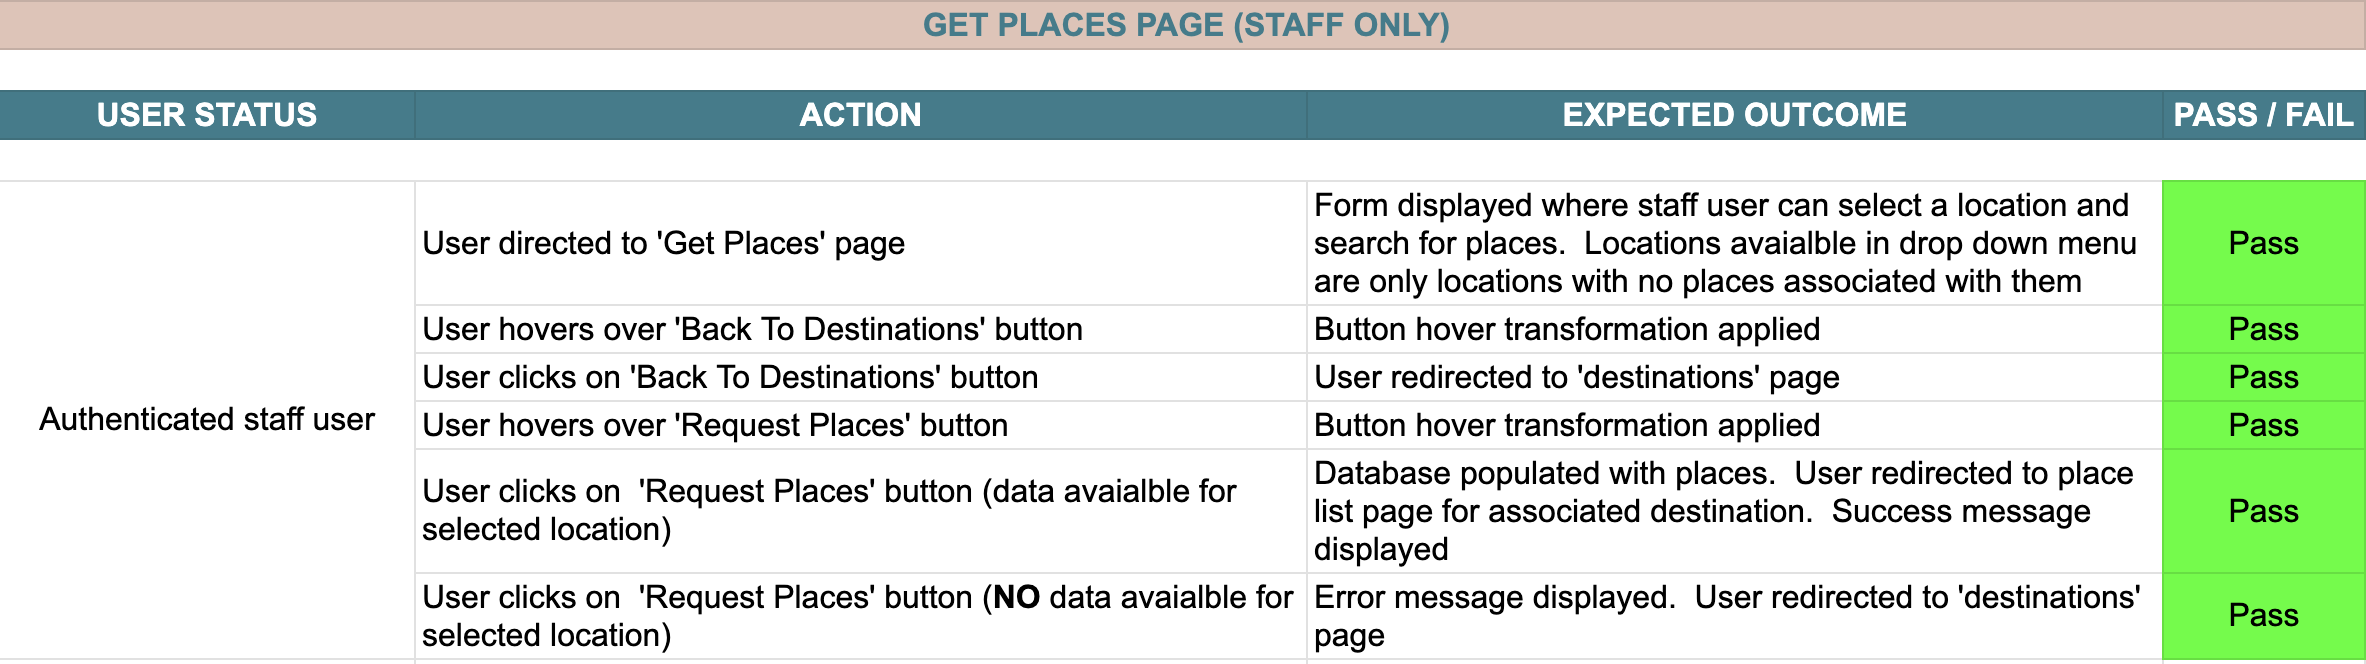 GET PLACES PAGE (STAFF ONLY)
USER STATUS
ACTION
EXPECTED OUTCOME
PASS / FAIL
Authenticated staff user
User directed to 'Get Places' page
Form displayed where staff user can select a location and
search for places.  Locations avaialble in drop down menu
are only locations with no places associated with them
Pass
User hovers over 'Back To Destinations' button
Button hover transformation applied
Pass
User clicks on 'Back To Destinations' button
User redirected to 'destinations' page
Pass
User hovers over 'Request Places' button
Button hover transformation applied
Pass
User clicks on  'Request Places' button (data avaialble for
selected location)
Database populated with places.  User redirected to place
list page for associated destination.  Success message
displayed
Pass
User clicks on  'Request Places' button (NO data avaialble for
selected location)
Error message displayed.  User redirected to 'destinations'
page
Pass